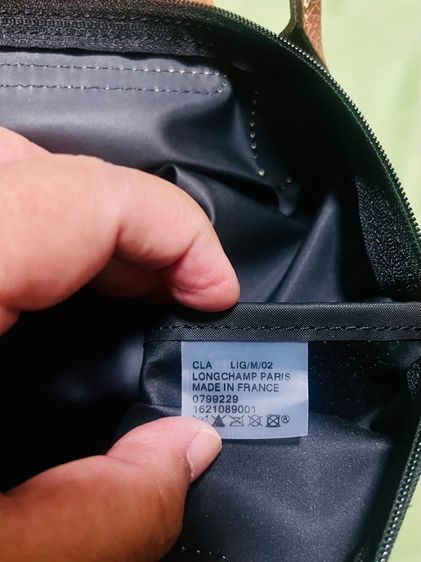 CLA LIG/M/02
LONGCHAMP PARIS
MADE IN FRANCE
0799229
1621089001